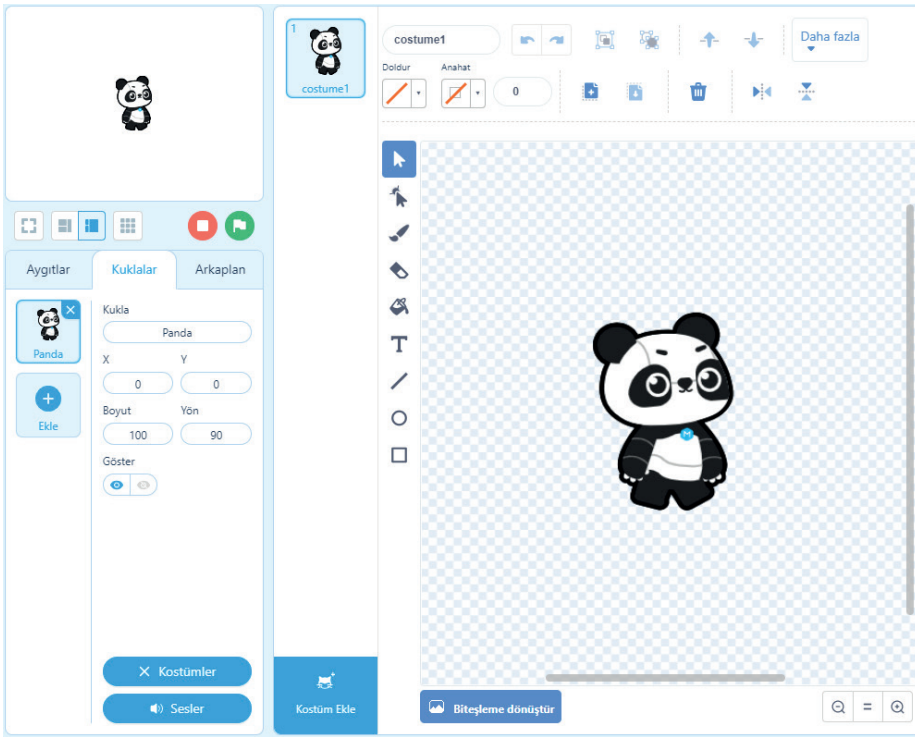 1
costume1
costume1
Daha fazla
Doldur
Anahat
0
Aygıtlar
Kuklalar
Arkaplan
Panda
Ekle
Kukla
Panda
X
Y
0
0
Boyut
Yön
100
90
Göster
Kostümler
Sesler
Kostüm Ekle
T
M
Biteşleme dönüştür